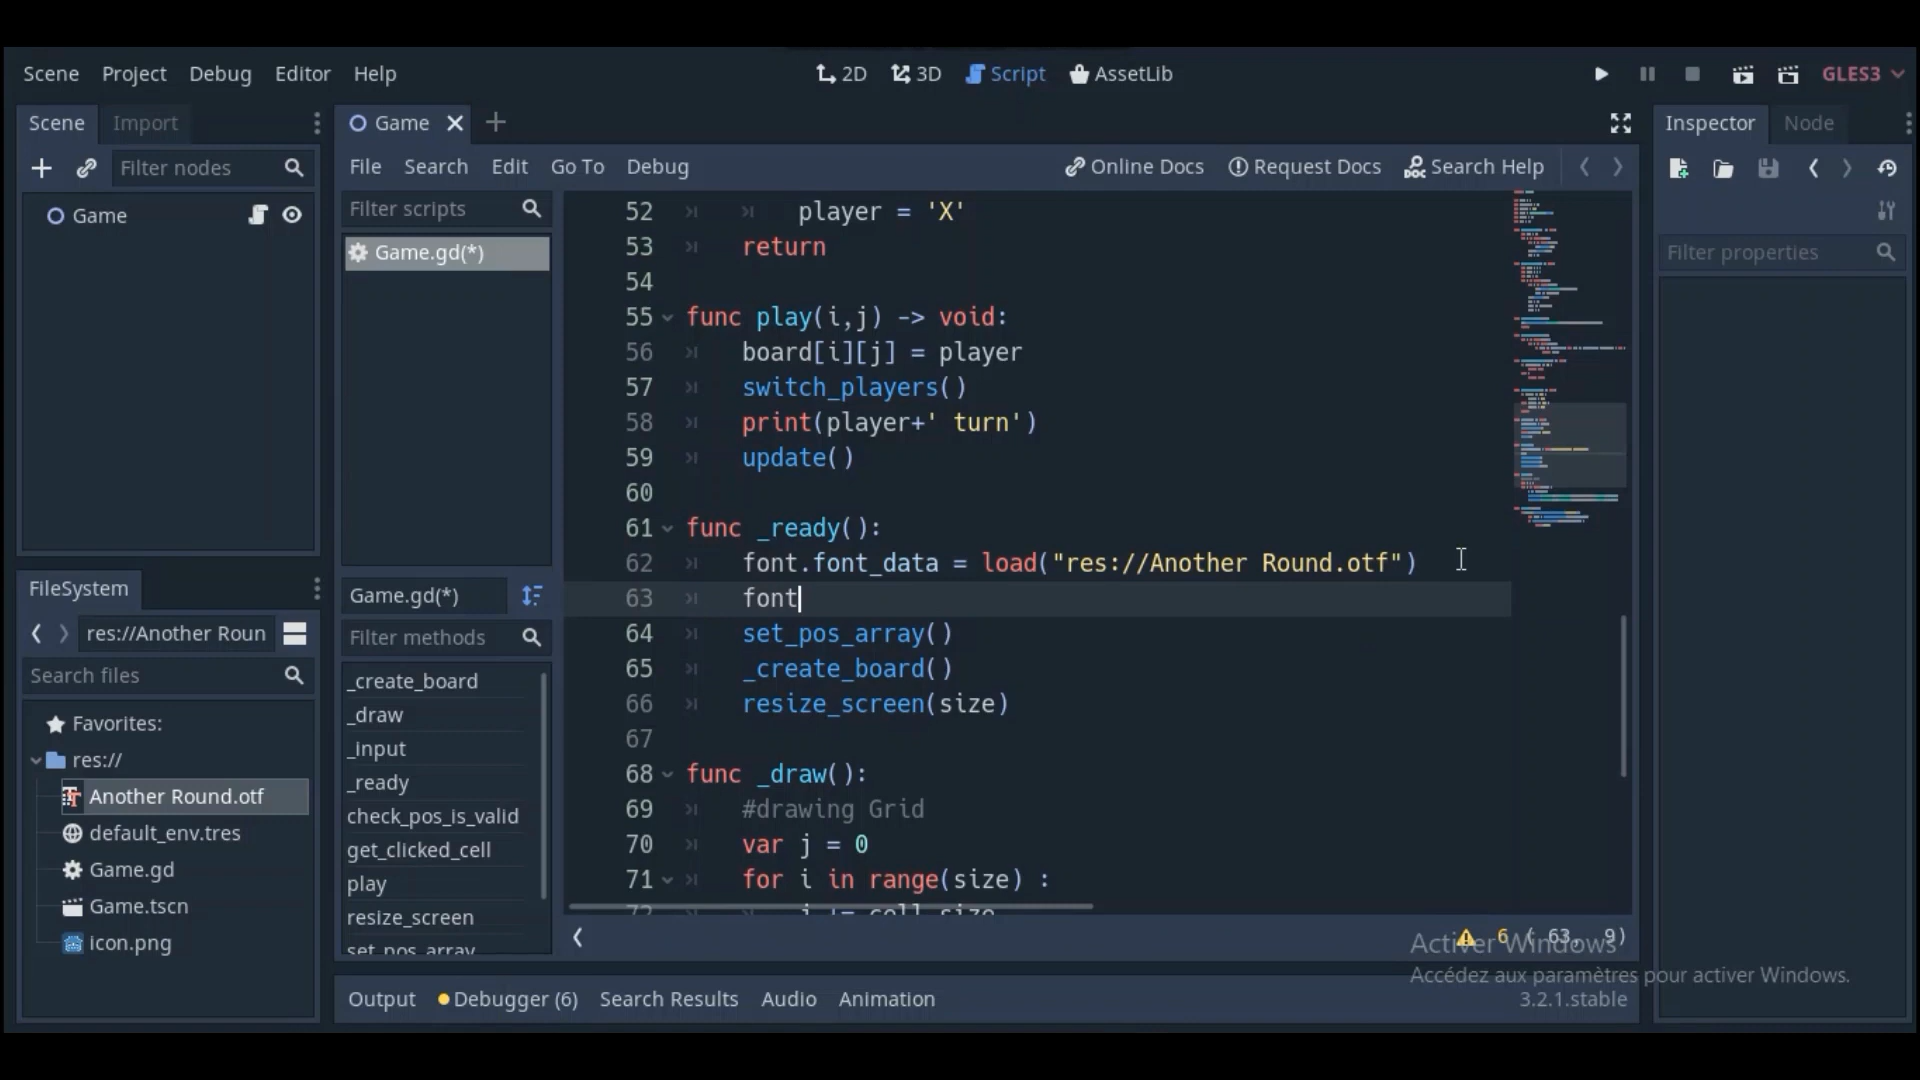 Scene Project Debug Editor Help 2D 3D Script AssetLib GLES3
Scene Import
Filter nodes
Game
FileSystem
res://Another Roun
Search files
Favorites:
res://
Another Round.otf
default_env.tres
Game.gd
Game.tscn
icon.png
Game
File Search Edit Go To Debug Online Docs Request Docs Search Help
Filter scripts
Game.gd(*)
Game.gd(*)
Filter methods
_create_board
_draw
_input
_ready
check_pos_is_valid
get_clicked_cell
play
resize_screen
set_pos_array
52 player = 'X'
53 return
54
55 func play(i,j) -> void:
56 board[i][j] = player
57 switch_players()
58 print(player+' turn')
59 update()
60
61 func _ready():
62 font.font_data = load("res://Another Round.otf")
63 font
64 set_pos_array()
65 _create_board()
66 resize_screen(size)
67
68 func _draw():
69 #drawing Grid
70 var j = 0
71 for i in range(size) :
72 j += cell_size
6 ( 63, 9)
Output Debugger (6) Search Results Audio Animation
3.2.1.stable
Inspector Node
Filter properties
Activer Windows
Accédez aux paramètres pour activer Windows.